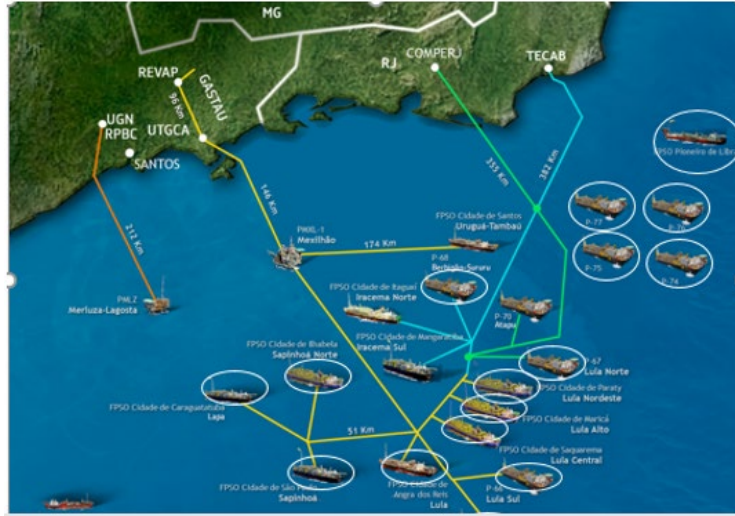 MG
REVAP
GASTAU
96 Km
UGN
RPBC
UTGCA
SANTOS
RJ
COMPERJ
TECAB
355 Km
382 Km
146 Km
212 Km
FPSO Pioneiro de Libra
PMXL-1
Mexilhão
174 Km
FPSO Cidade de Santos
Uruguá-Tambaú
P-77
P-76
P-75
P-74
PMLZ
Merluza-Lagosta
P-68
Berbigão-Sururu
FPSO Cidade de Itaguaí
Iracema Norte
P-70
Atapu
FPSO Cidade de Mangaratiba
Iracema Sul
FPSO Cidade de Ilhabela
Sapinhoá Norte
P-67
Lula Norte
FPSO Cidade de Paraty
Lula Nordeste
FPSO Cidade de Caraguatatuba
Lapa
FPSO Cidade de Maricá
Lula Alto
51 Km
FPSO Cidade de Saquarema
Lula Central
FPSO Cidade de São Paulo
Sapinhoá
FPSO Cidade de
Angra dos Reis
Lula
P-66
Lula Sul